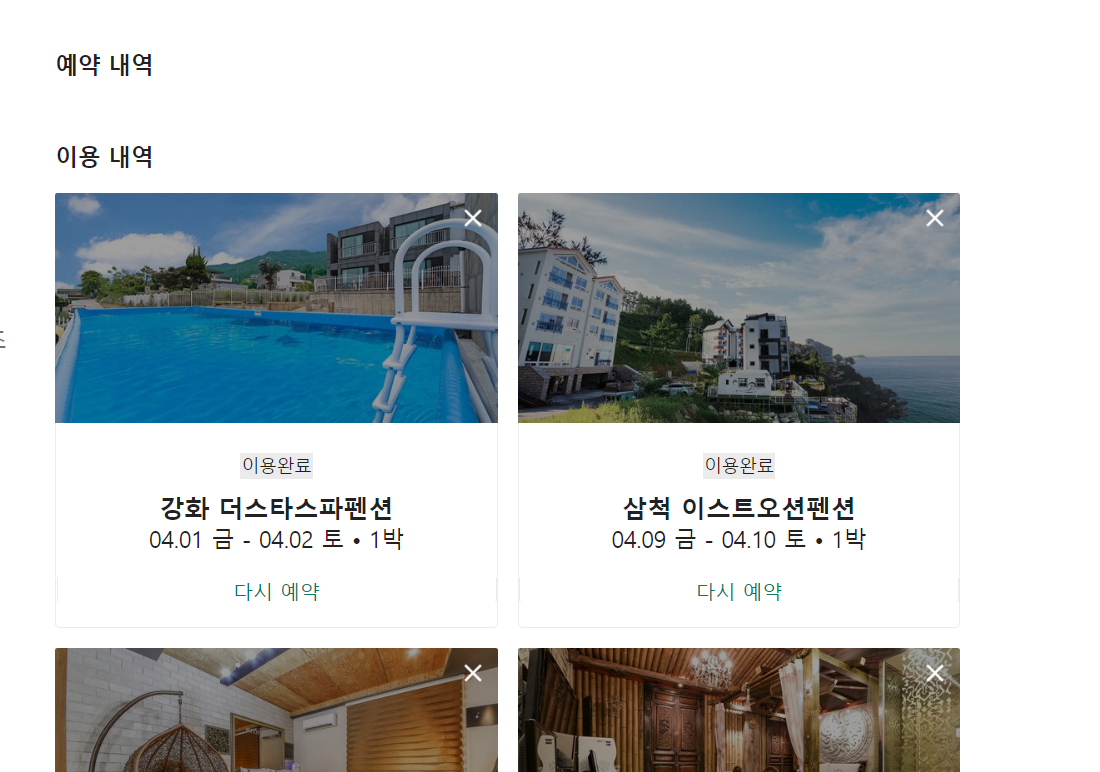 예약 내역
이용 내역
이용완료
강화 더스타스파펜션
04.01 금 - 04.02 토 • 1박
다시 예약
이용완료
삼척 이스트오션펜션
04.09 금 - 04.10 토 • 1박
다시 예약